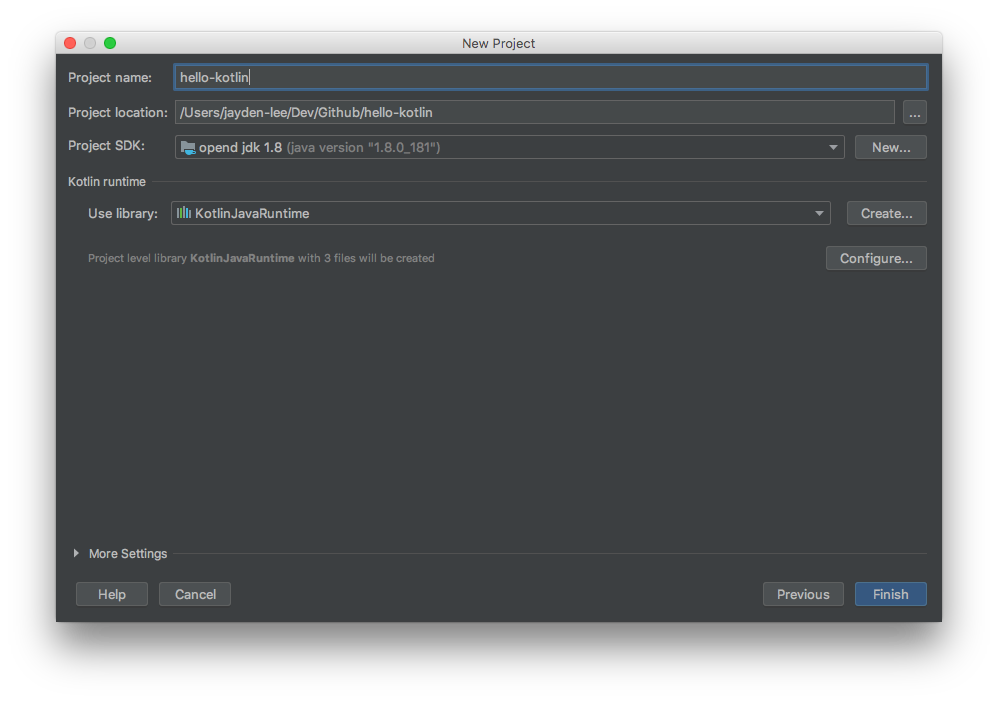 New Project
Project name: hello-kotlin
Project location: /Users/jayden-lee/Dev/Github/hello-kotlin ...
Project SDK: opend jdk 1.8 (java version "1.8.0_181") New...
Kotlin runtime
Use library: KotlinJavaRuntime Create...
Project level library KotlinJavaRuntime with 3 files will be created Configure...
More Settings
Help Cancel Previous Finish